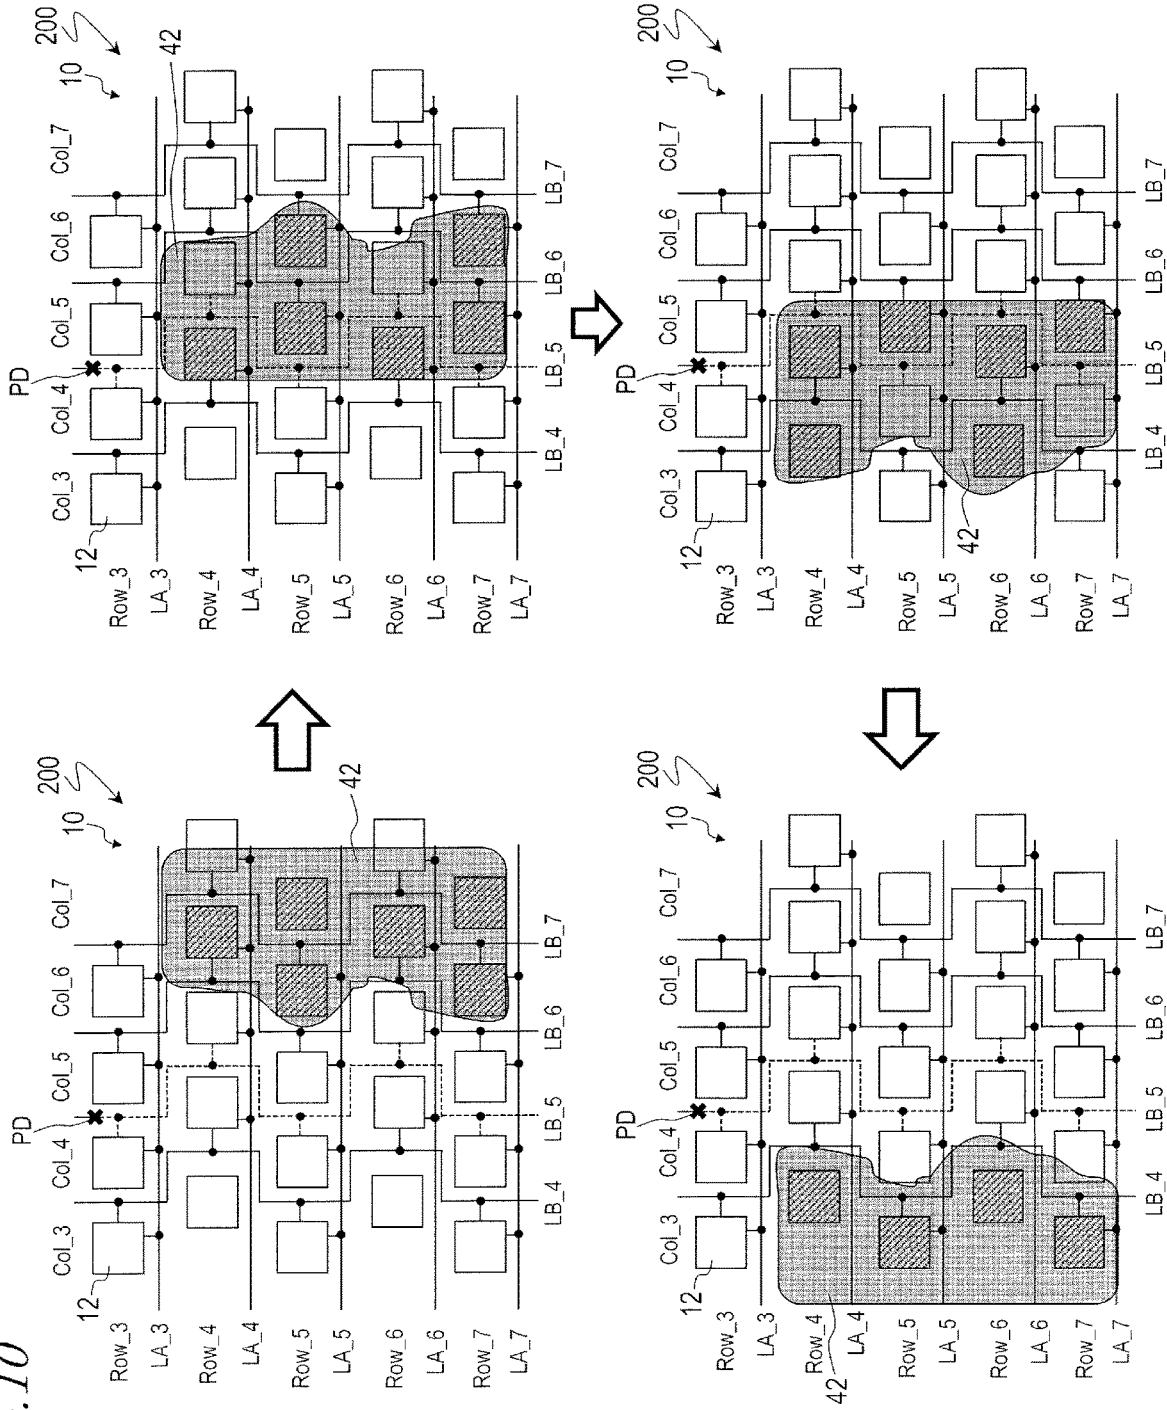 .10
200
10
PD
Col_3
Col_4
Col_5
Col_6
Col_7
12
Row_3
LA_3
Row_4
LA_4
Row_5
LA_5
Row_6
LA_6
Row_7
LA_7
42
LB_4
LB_5
LB_6
LB_7
200
10
PD
42
Col_3
Col_4
Col_5
Col_6
Col_7
12
Row_3
LA_3
Row_4
LA_4
Row_5
LA_5
Row_6
LA_6
Row_7
LA_7
LB_4
LB_5
LB_6
LB_7
200
10
PD
Col_3
Col_4
Col_5
Col_6
Col_7
12
Row_3
LA_3
Row_4
LA_4
Row_5
LA_5
Row_6
LA_6
Row_7
LA_7
42
LB_4
LB_5
LB_6
LB_7
200
10
PD
Col_3
Col_4
Col_5
Col_6
Col_7
12
Row_3
LA_3
Row_4
LA_4
Row_5
LA_5
Row_6
LA_6
Row_7
LA_7
42
LB_4
LB_5
LB_6
LB_7